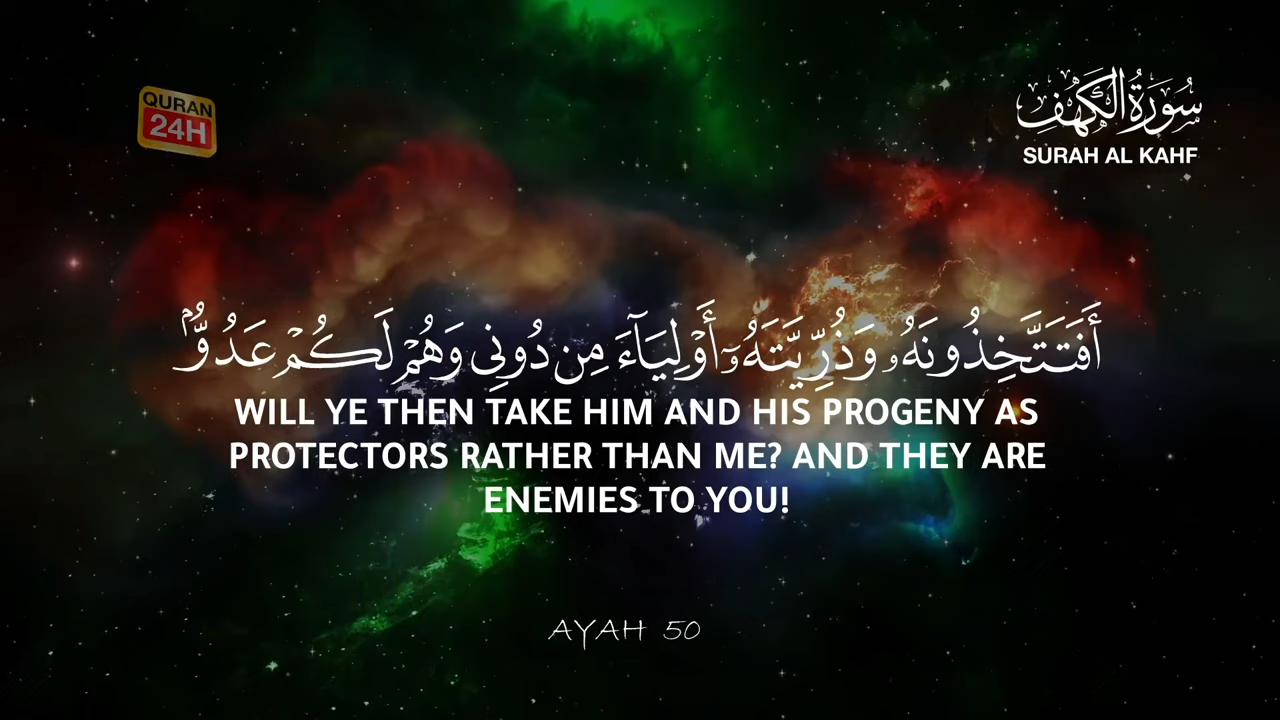 QURAN
24H
سُورَةُ الكَهْفِ
SURAH AL KAHF
أَفَتَتَّخِذُونَهُۥ وَذُرِّيَّتَهُۥٓ أَوْلِيَآءَ مِن دُونِى وَهُمْ لَكُمْ عَدُوٌّۢ
WILL YE THEN TAKE HIM AND HIS PROGENY AS
PROTECTORS RATHER THAN ME? AND THEY ARE
ENEMIES TO YOU!
AYAH 50